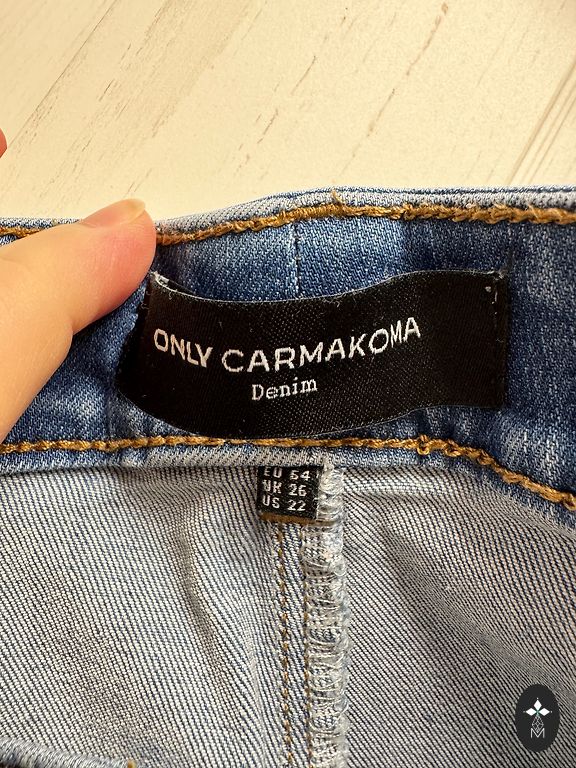 ONLY CARMAKOMA
Denim
EU 54
UK 26
US 22
M